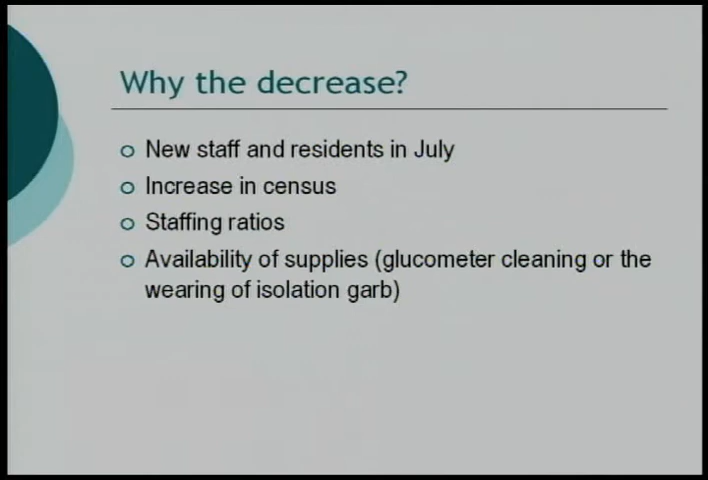 Why the decrease?
New staff and residents in July
Increase in census
Staffing ratios
Availability of supplies (glucometer cleaning or the
wearing of isolation garb)